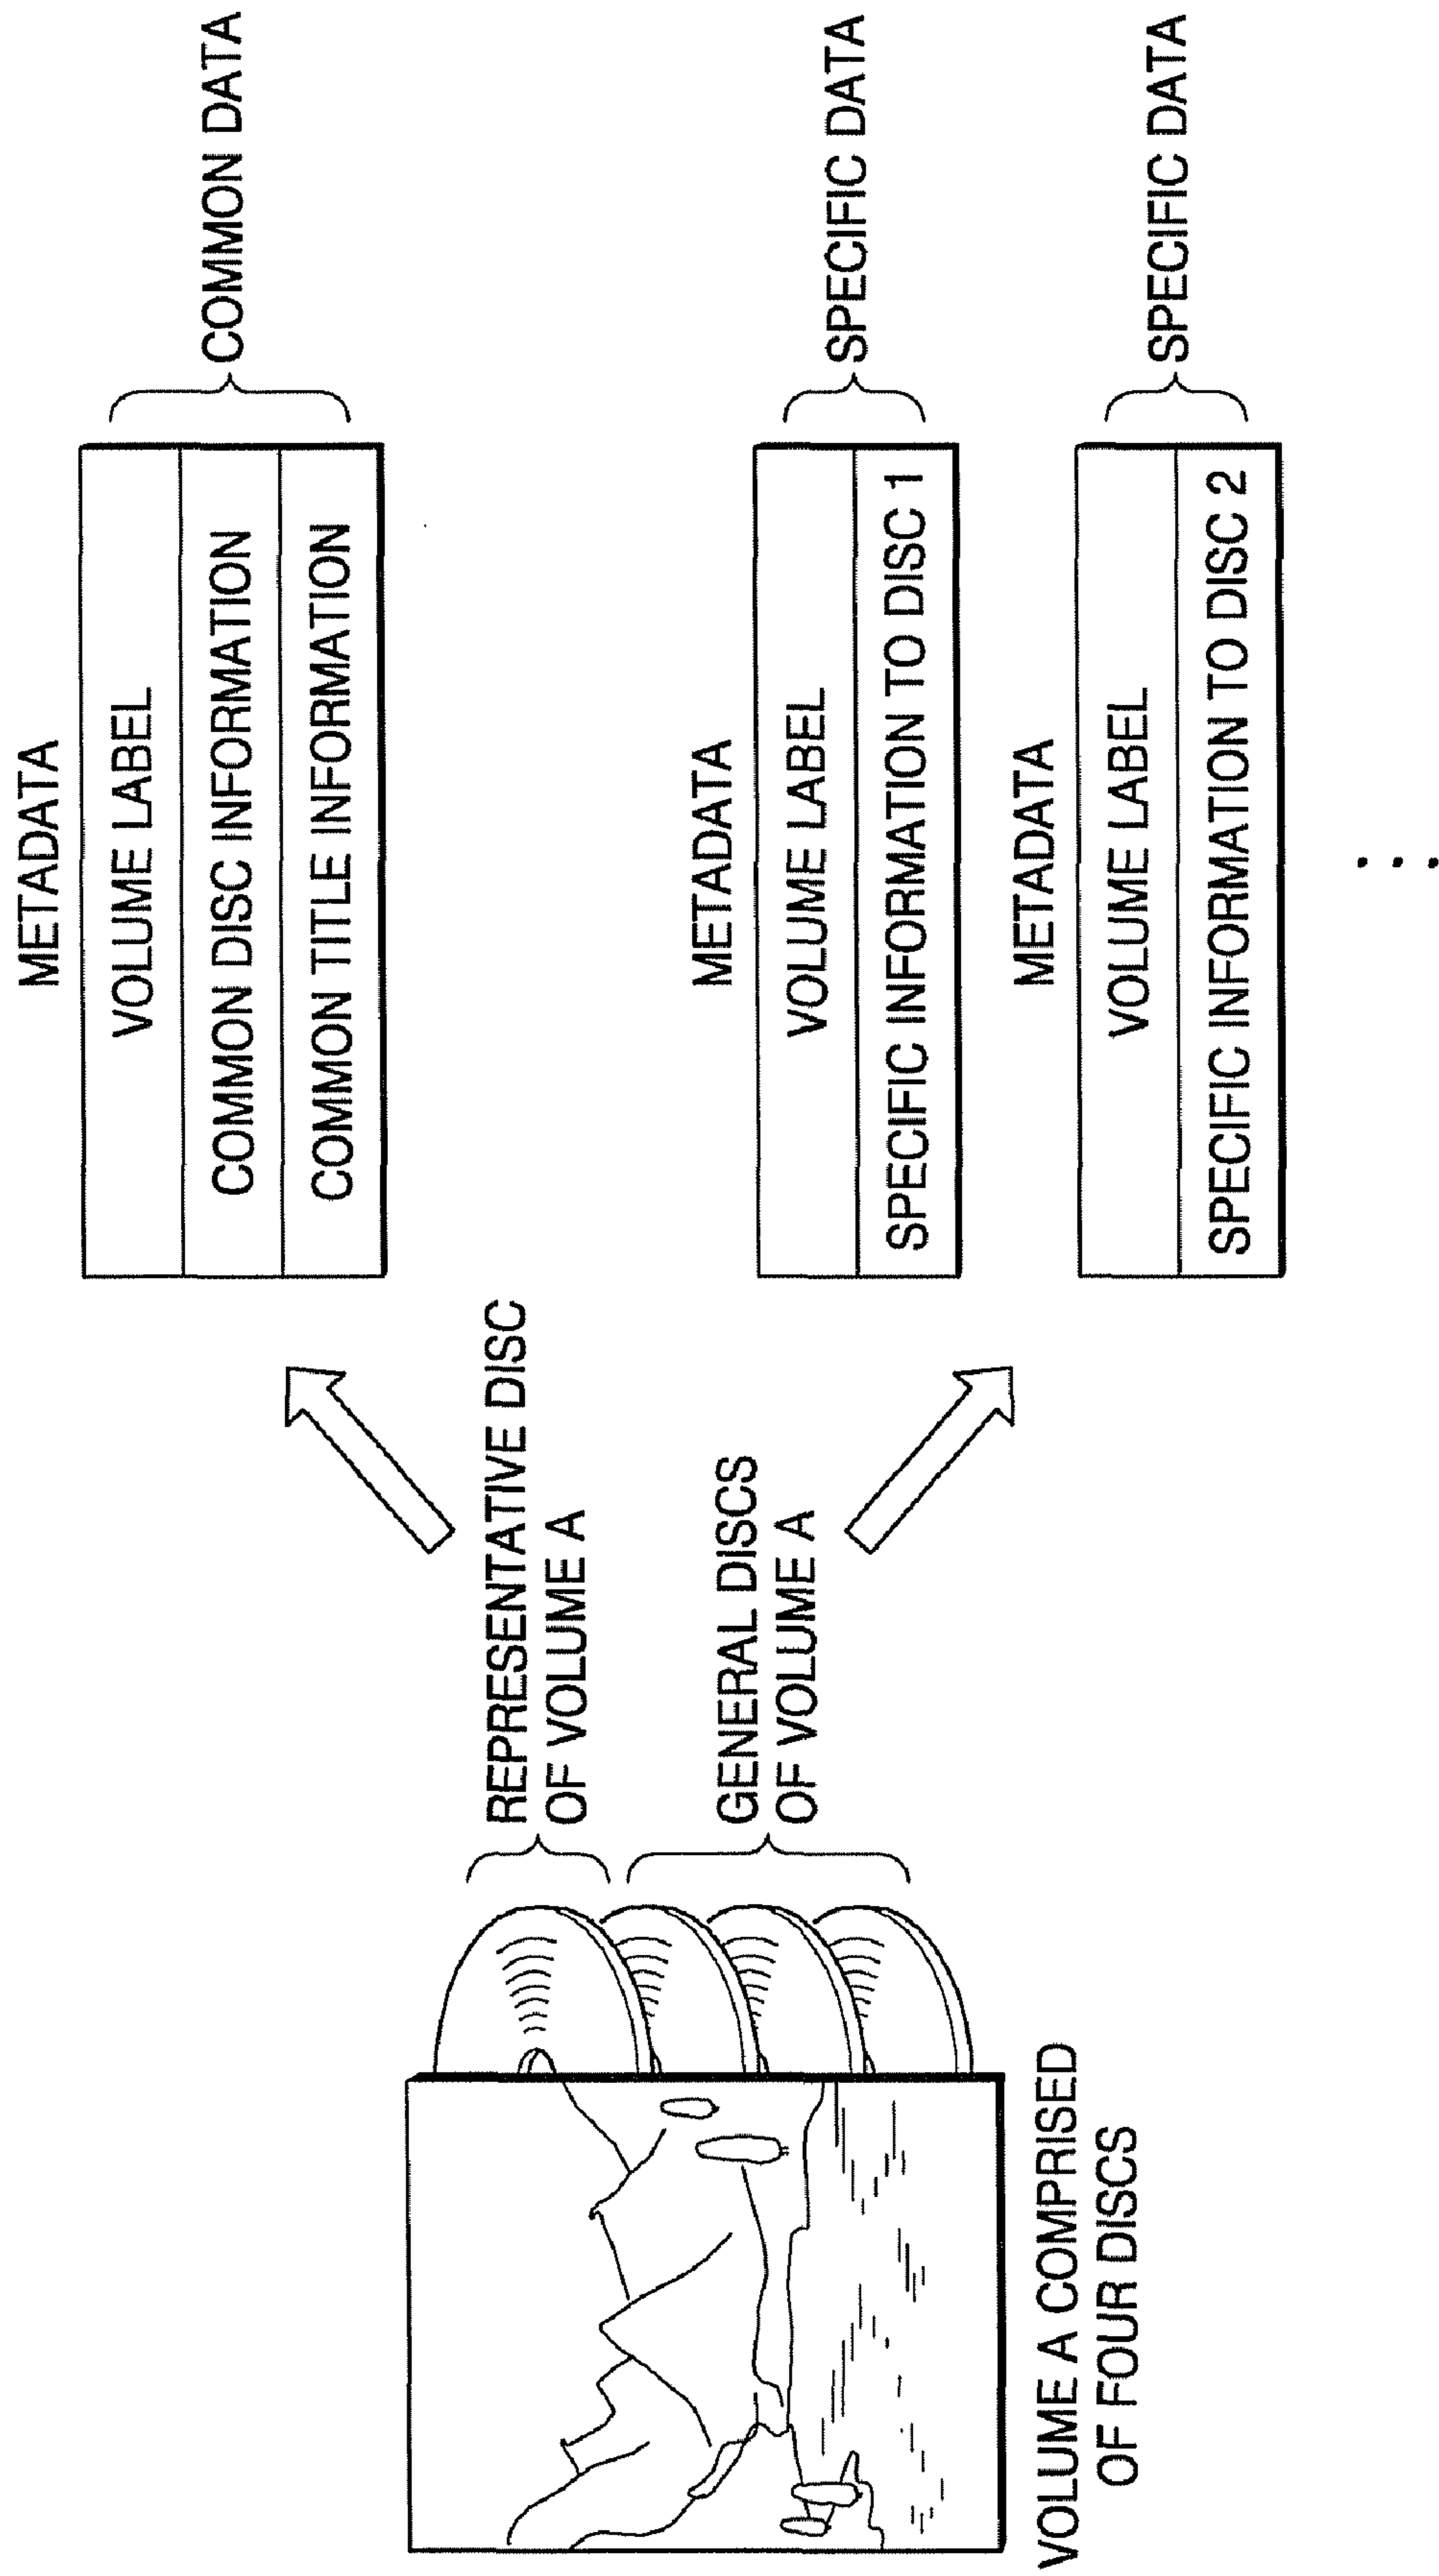 VOLUME A COMPRISED
OF FOUR DISCS
REPRESENTATIVE DISC
OF VOLUME A
GENERAL DISCS
OF VOLUME A
METADATA
VOLUME LABEL
COMMON DISC INFORMATION
COMMON TITLE INFORMATION
COMMON DATA
METADATA
VOLUME LABEL
SPECIFIC INFORMATION TO DISC 1
SPECIFIC DATA
METADATA
VOLUME LABEL
SPECIFIC INFORMATION TO DISC 2
SPECIFIC DATA
...